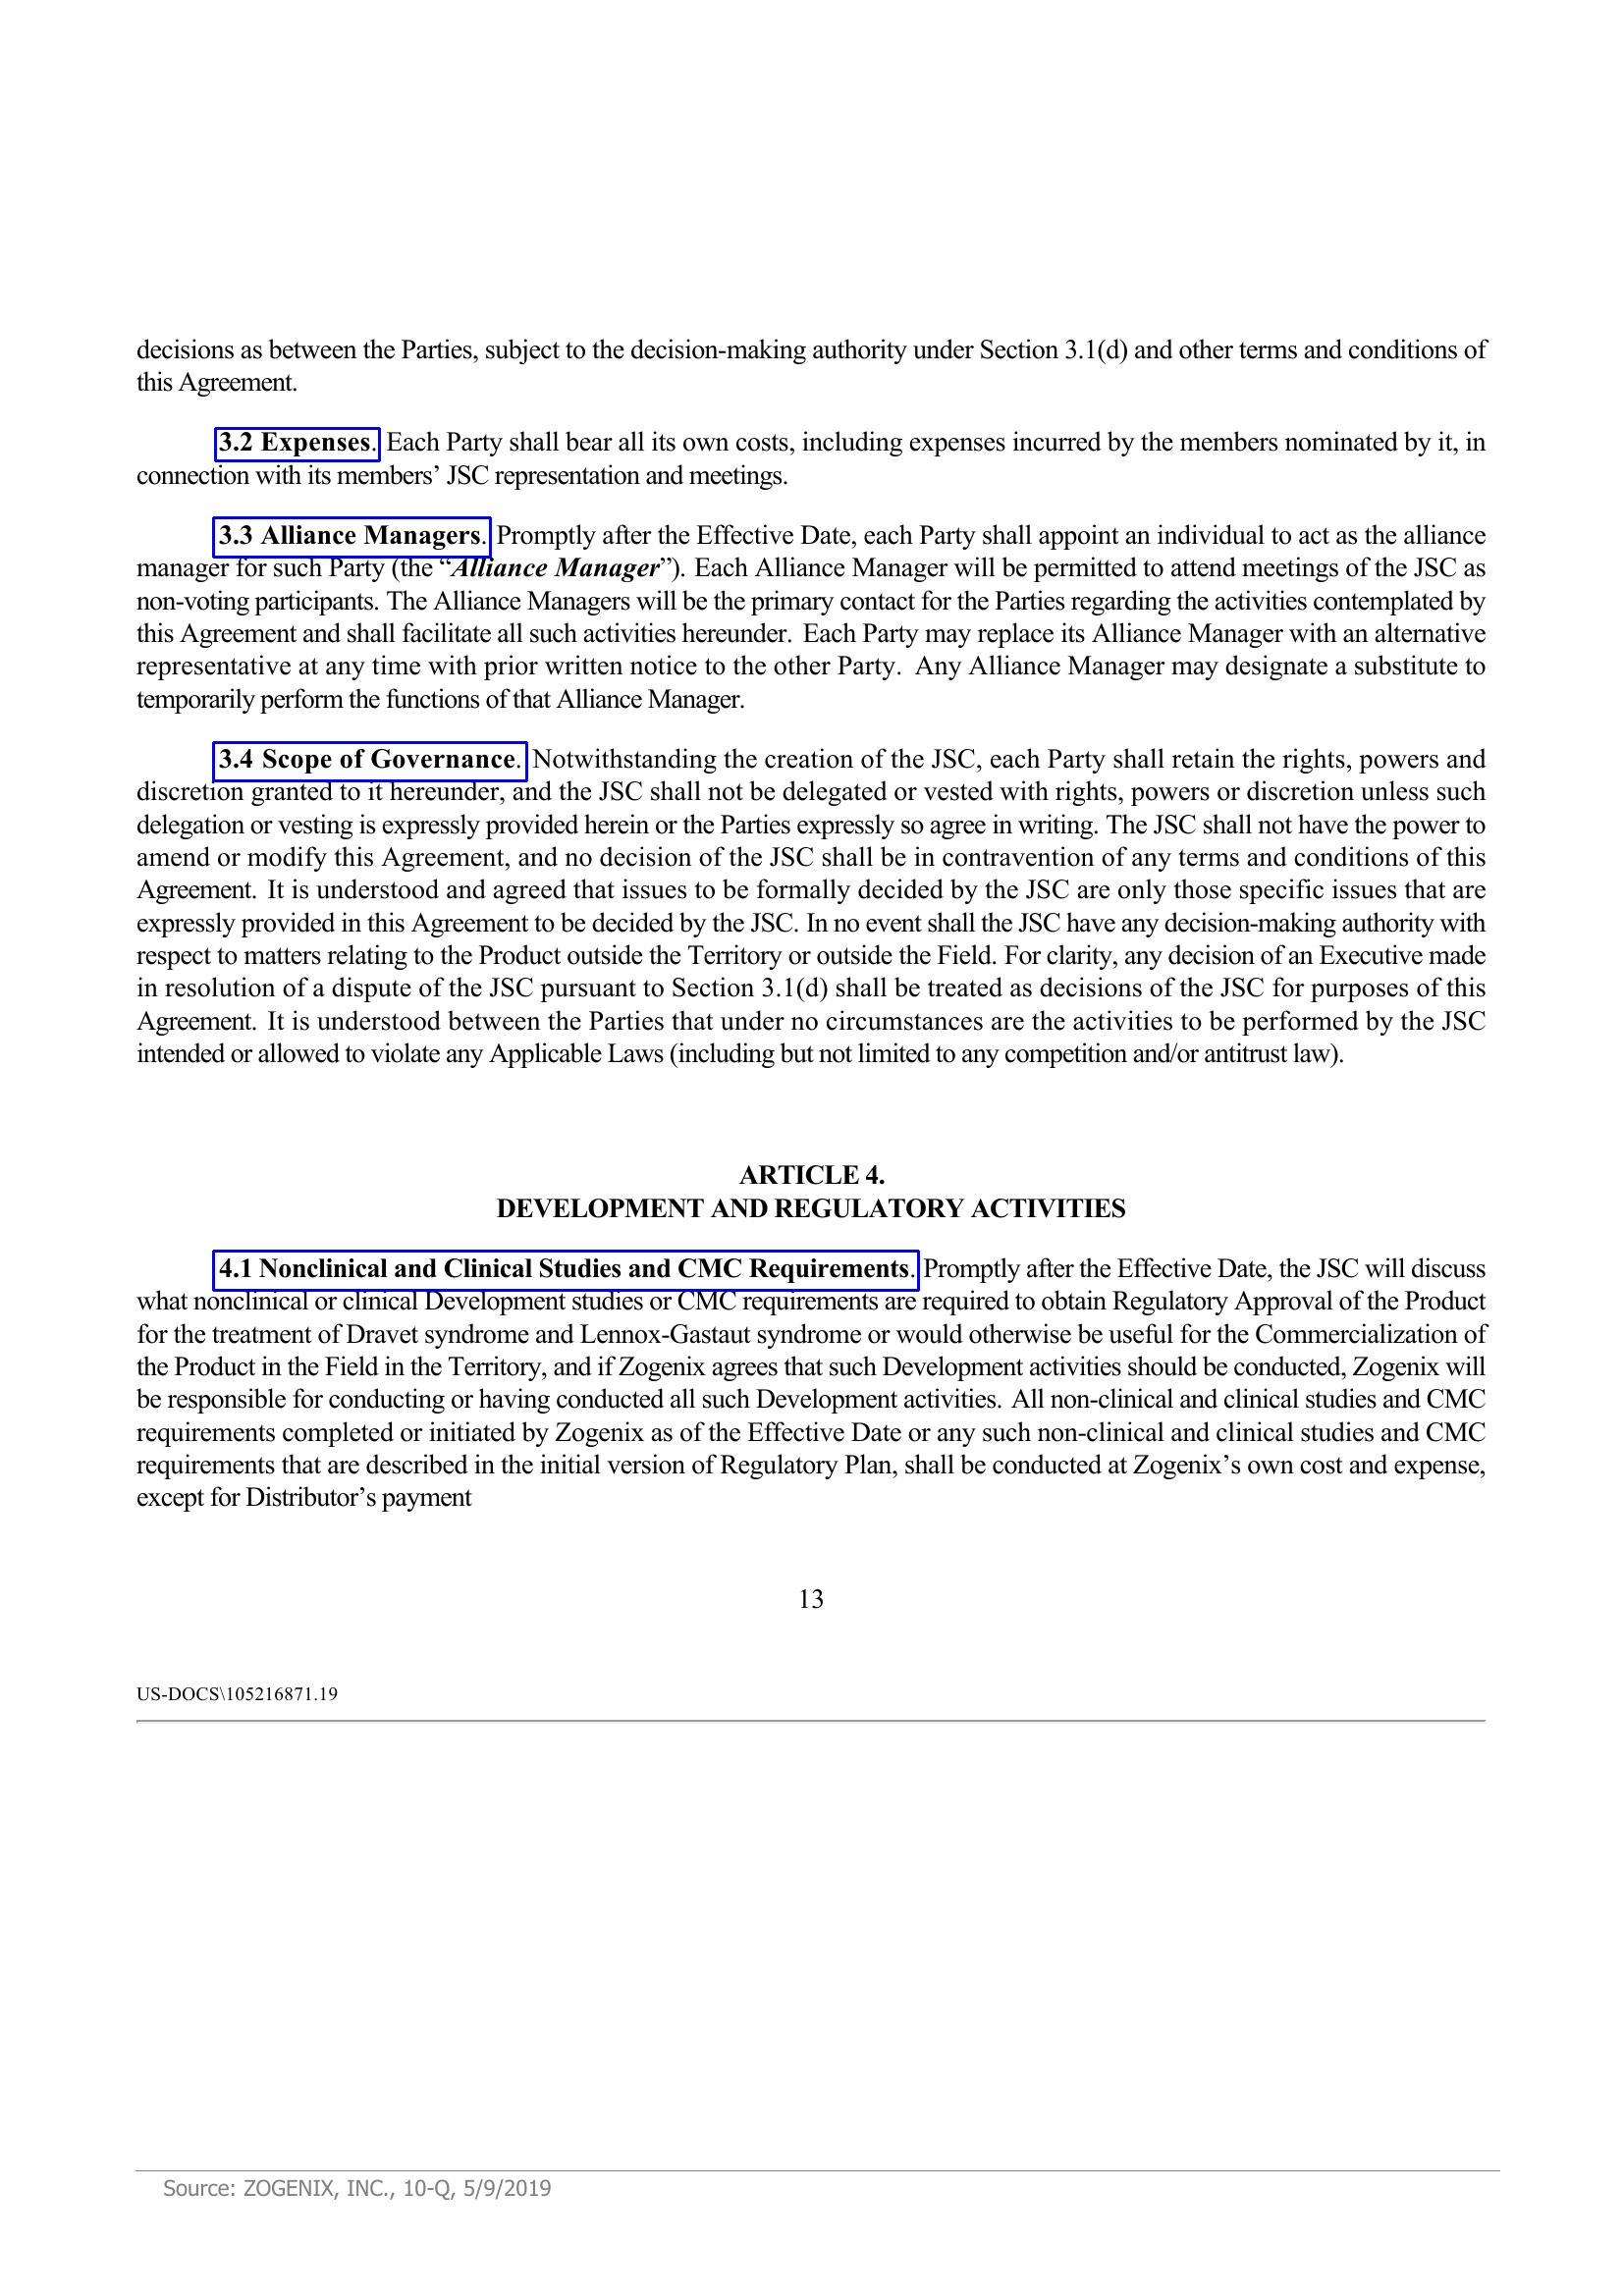 decisions as between the Parties, subject to the decision-making authority under Section 3.1(d) and other terms and conditions of
this Agreement.
3.2 Expenses. Each Party shall bear all its own costs, including expenses incurred by the members nominated by it, in
connection with its members’ JSC representation and meetings.
3.3 Alliance Managers. Promptly after the Effective Date, each Party shall appoint an individual to act as the alliance
manager for such Party (the “Alliance Manager”). Each Alliance Manager will be permitted to attend meetings of the JSC as
non-voting participants. The Alliance Managers will be the primary contact for the Parties regarding the activities contemplated by
this Agreement and shall facilitate all such activities hereunder. Each Party may replace its Alliance Manager with an alternative
representative at any time with prior written notice to the other Party. Any Alliance Manager may designate a substitute to
temporarily perform the functions of that Alliance Manager.
3.4 Scope of Governance. Notwithstanding the creation of the JSC, each Party shall retain the rights, powers and
discretion granted to it hereunder, and the JSC shall not be delegated or vested with rights, powers or discretion unless such
delegation or vesting is expressly provided herein or the Parties expressly so agree in writing. The JSC shall not have the power to
amend or modify this Agreement, and no decision of the JSC shall be in contravention of any terms and conditions of this
Agreement. It is understood and agreed that issues to be formally decided by the JSC are only those specific issues that are
expressly provided in this Agreement to be decided by the JSC. In no event shall the JSC have any decision-making authority with
respect to matters relating to the Product outside the Territory or outside the Field. For clarity, any decision of an Executive made
in resolution of a dispute of the JSC pursuant to Section 3.1(d) shall be treated as decisions of the JSC for purposes of this
Agreement. It is understood between the Parties that under no circumstances are the activities to be performed by the JSC
intended or allowed to violate any Applicable Laws (including but not limited to any competition and/or antitrust law).
ARTICLE 4.
DEVELOPMENT AND REGULATORY ACTIVITIES
4.1 Nonclinical and Clinical Studies and CMC Requirements. Promptly after the Effective Date, the JSC will discuss
what nonclinical or clinical Development studies or CMC requirements are required to obtain Regulatory Approval of the Product
for the treatment of Dravet syndrome and Lennox-Gastaut syndrome or would otherwise be useful for the Commercialization of
the Product in the Field in the Territory, and if Zogenix agrees that such Development activities should be conducted, Zogenix will
be responsible for conducting or having conducted all such Development activities. All non-clinical and clinical studies and CMC
requirements completed or initiated by Zogenix as of the Effective Date or any such non-clinical and clinical studies and CMC
requirements that are described in the initial version of Regulatory Plan, shall be conducted at Zogenix’s own cost and expense,
except for Distributor’s payment
13
US-DOCS\105216871.19
Source: ZOGENIX, INC., 10-Q, 5/9/2019